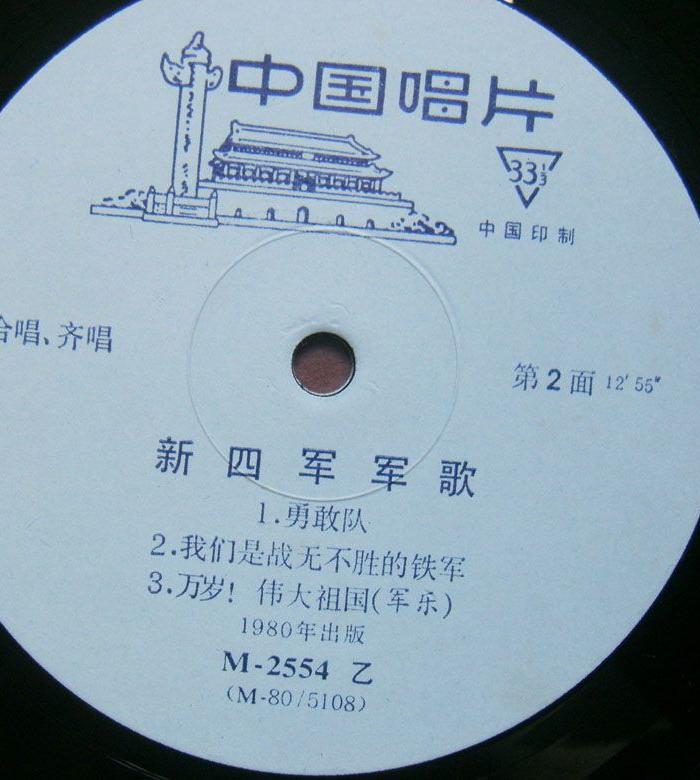 中国唱片
33 1/3
中国印制
合唱、齐唱
第2面 12′55″
新四军军歌
1.勇敢队
2.我们是战无不胜的铁军
3.万岁！伟大祖国(军乐)
1980年出版
M-2554 乙
(M-80/5108)